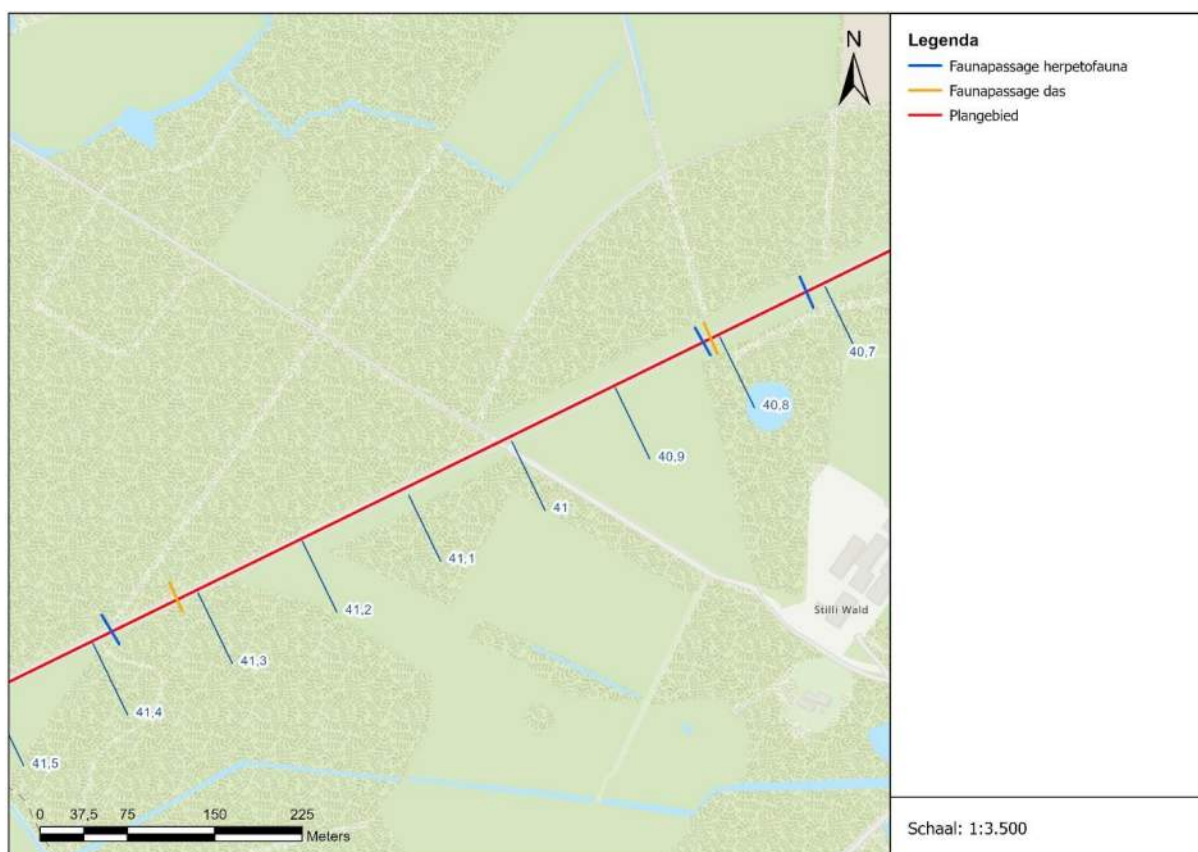 N
40,7
40,8
40,9
41
41,1
41,2
Stilli Wald
41,3
41,4
41,5
0 37,5 75 150 225
Meters
Legenda
Faunapassage herpetofauna
Faunapassage das
Plangebied
Schaal: 1:3.500